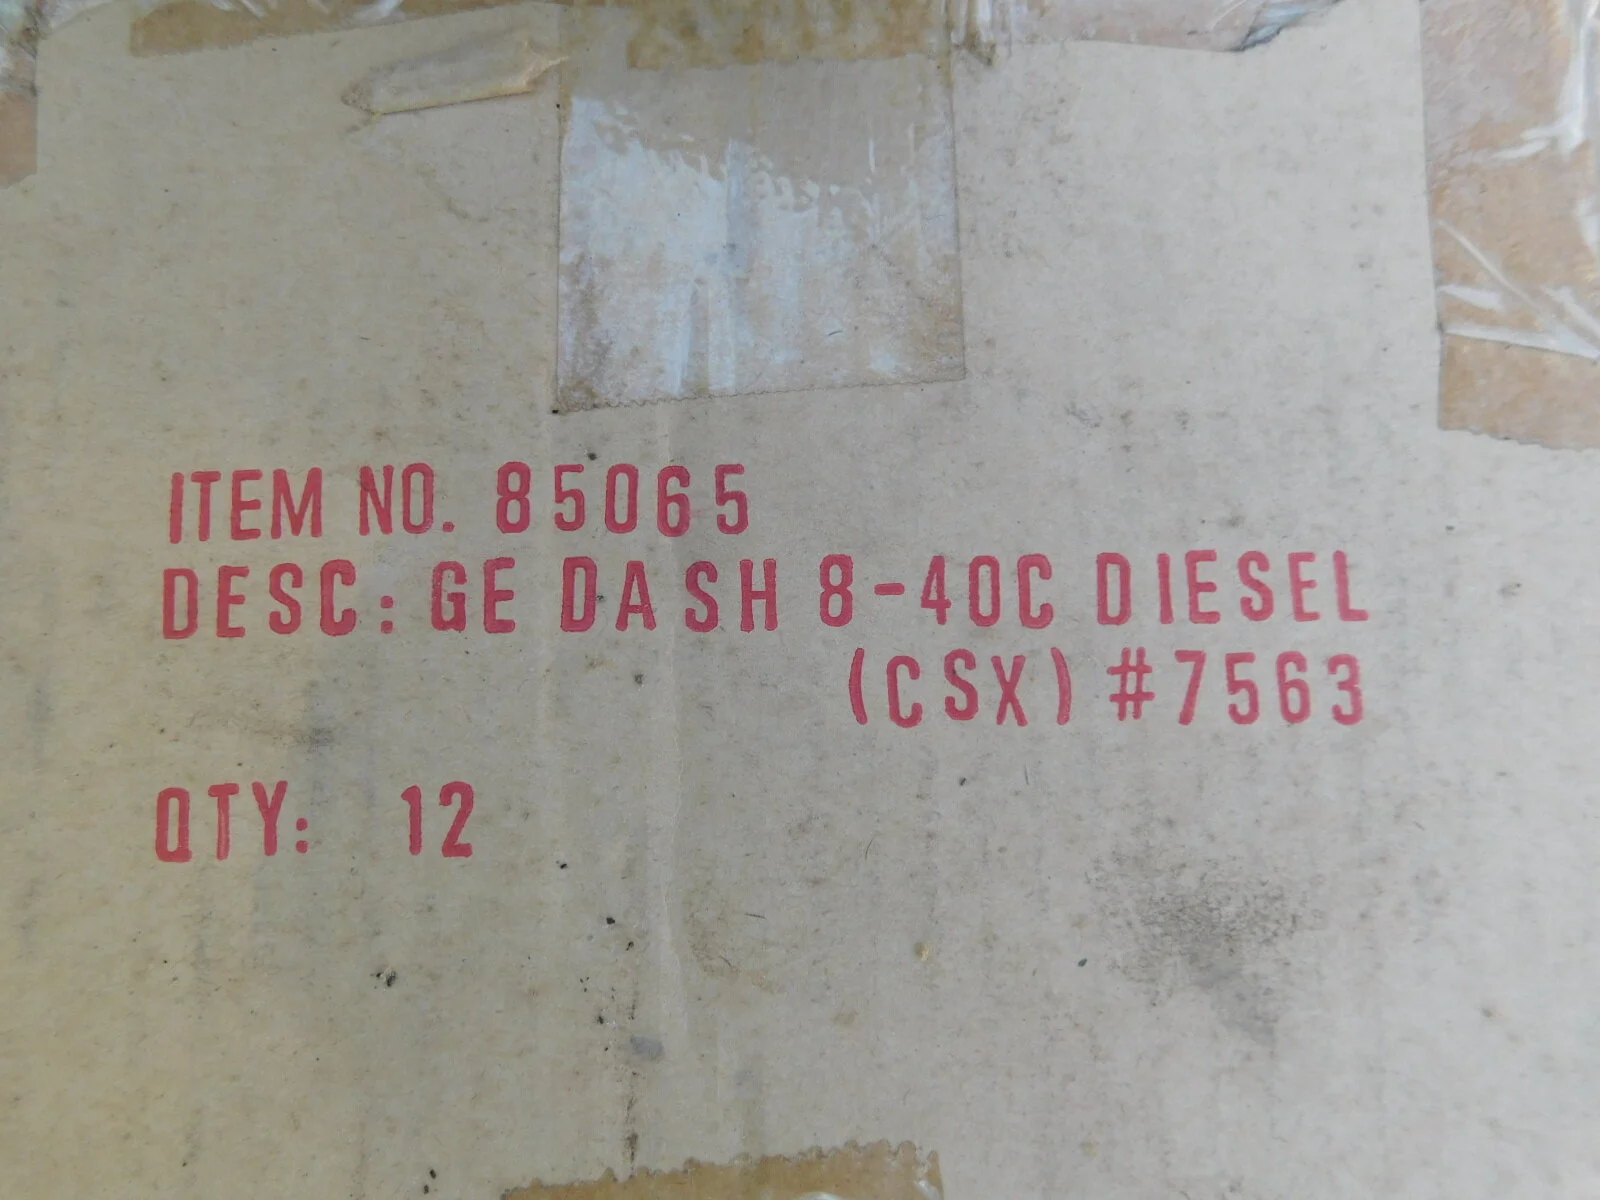 ITEM NO. 85065
DESC: GE DASH 8-40C DIESEL
(CSX) #7563
QTY: 12